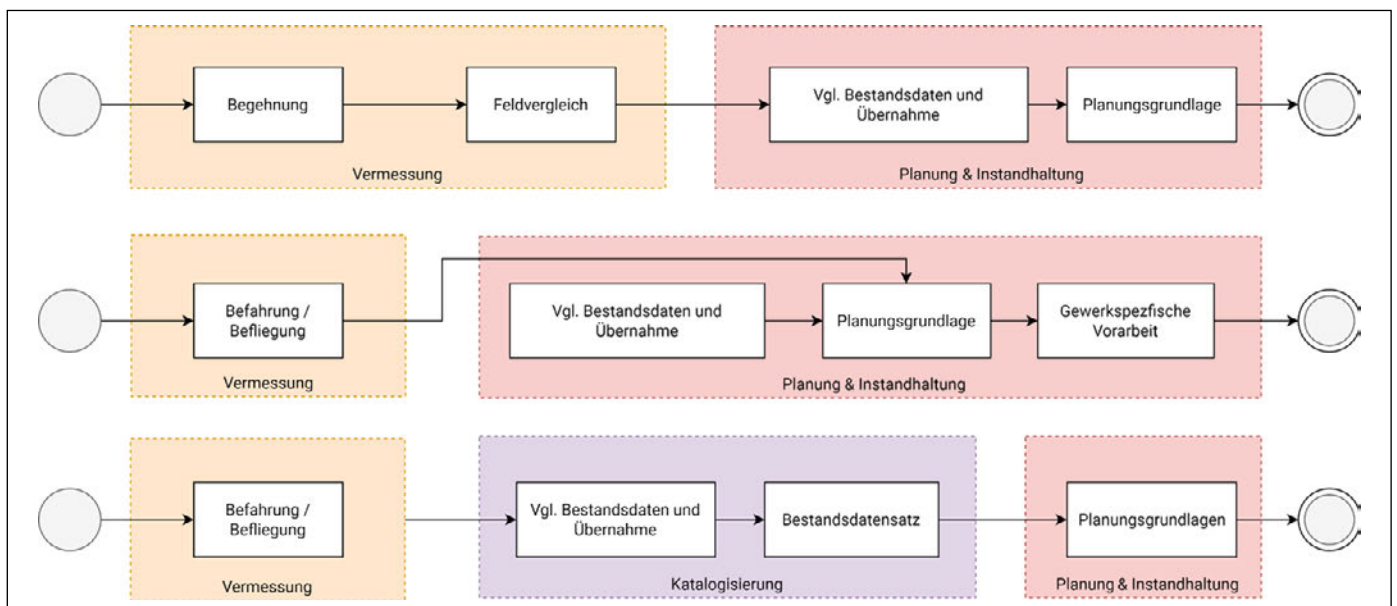 Begehnung
Feldvergleich
Vgl. Bestandsdaten und
Übernahme
Planungsgrundlage
Vermessung
Planung & Instandhaltung
Befahrung /
Befliegung
Vgl. Bestandsdaten und
Übernahme
Planungsgrundlage
Gewerkspezfische
Vorarbeit
Vermessung
Planung & Instandhaltung
Befahrung /
Befliegung
Vgl. Bestandsdaten und
Übernahme
Bestandsdatensatz
Planungsgrundlagen
Vermessung
Katalogisierung
Planung & Instandhaltung